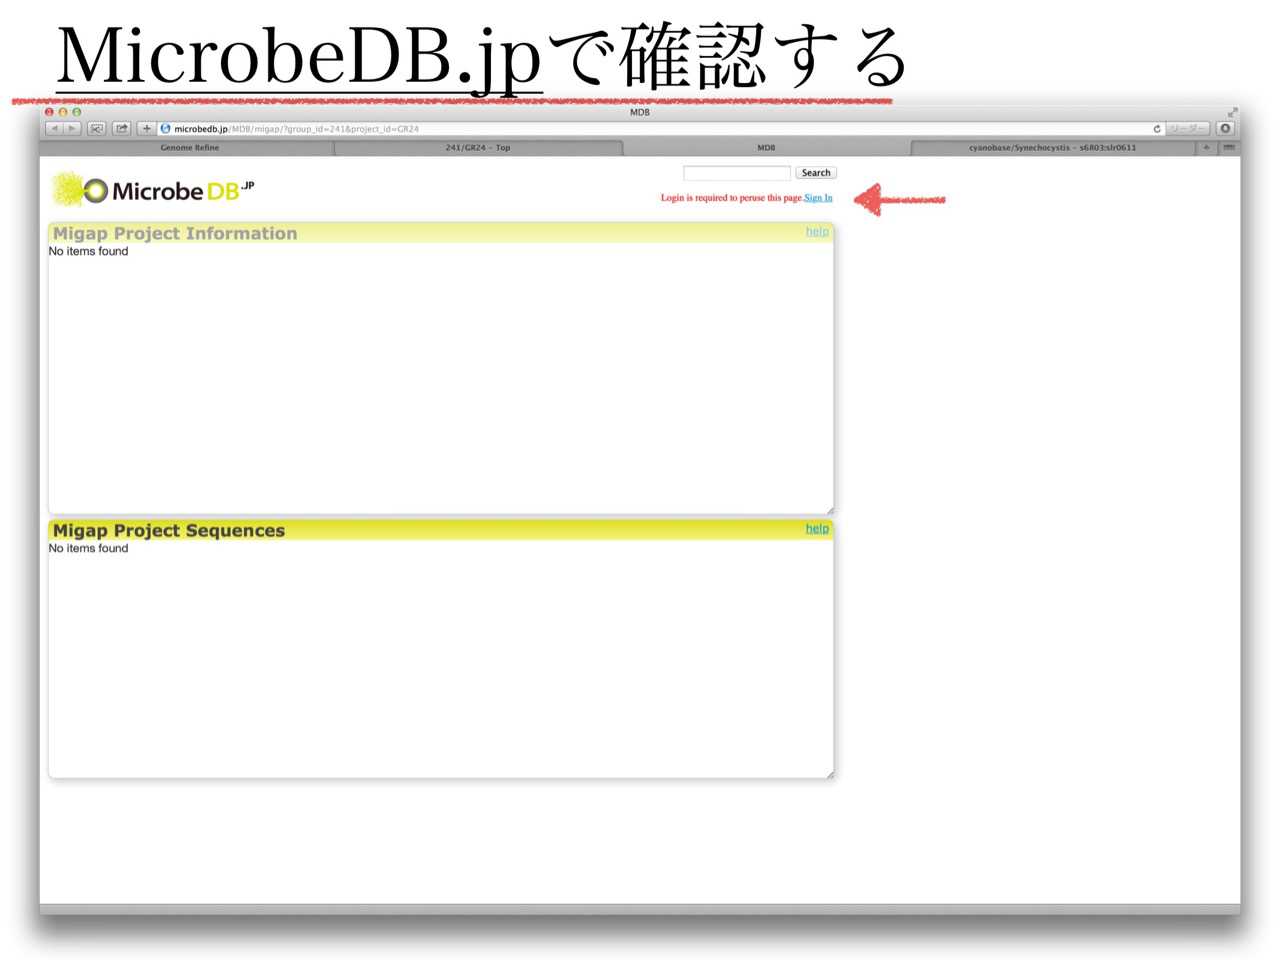 MicrobeDB.jpで確認する
MDB
microbedb.jp/MDB/migap/?group_id=241&project_id=GR24
リーダー
Genome Refine
241/GR24 – Top
MDB
cyanobase/Synechocystis – s6803:slr0611
MicrobeDB.JP
Search
Login is required to peruse this page.Sign In
Migap Project Information
help
No items found
Migap Project Sequences
help
No items found